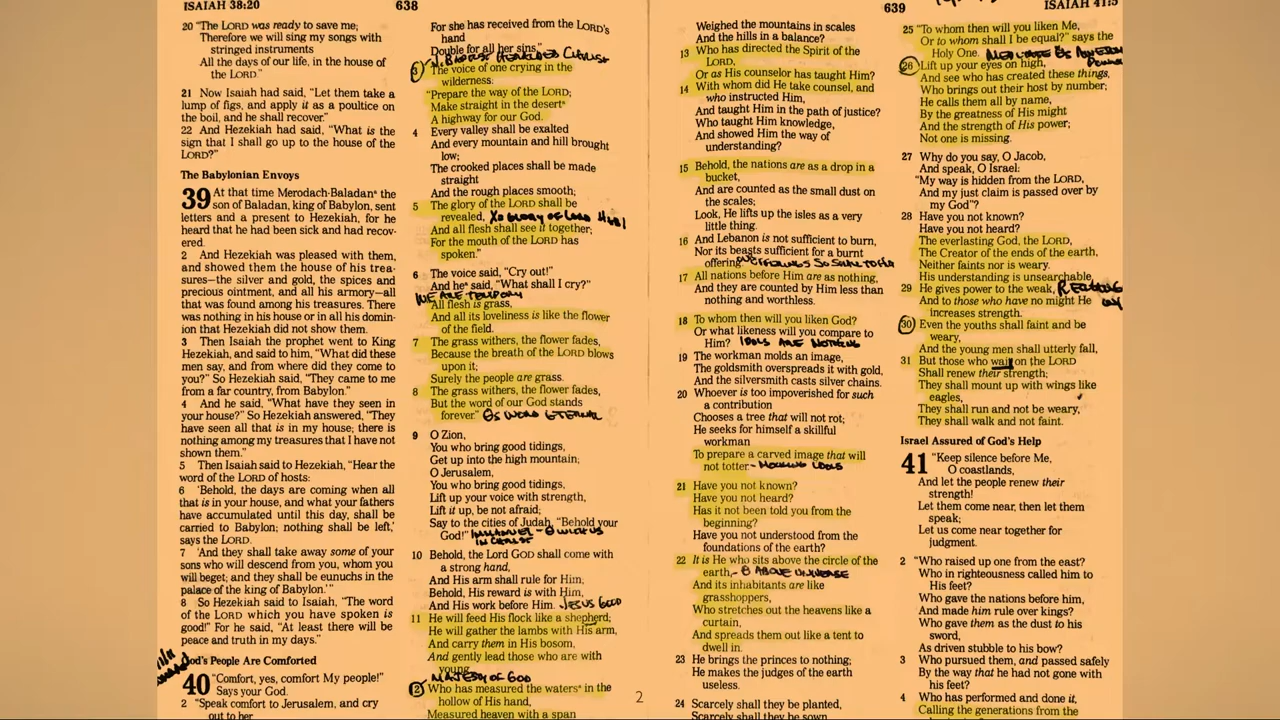 ISAIAH 38:20
638
20 "The LORD was ready to save me;
Therefore we will sing my songs with
stringed instruments
All the days of our life, in the house of
the LORD."
21 Now Isaiah had said, "Let them take a
lump of figs, and apply it as a poultice on
the boil, and he shall recover."
22 And Hezekiah had said, "What is the
sign that I shall go up to the house of the
LORD?"
The Babylonian Envoys
39 At that time Merodach-Baladanᵃ the
son of Baladan, king of Babylon, sent
letters and a present to Hezekiah, for he
heard that he had been sick and had recov-
ered.
2 And Hezekiah was pleased with them,
and showed them the house of his trea-
sures—the silver and gold, the spices and
precious ointment, and all his armory—all
that was found among his treasures. There
was nothing in his house or in all his domin-
ion that Hezekiah did not show them.
3 Then Isaiah the prophet went to King
Hezekiah, and said to him, "What did these
men say, and from where did they come to
you?" So Hezekiah said, "They came to me
from a far country, from Babylon."
4 And he said, "What have they seen in
your house?" So Hezekiah answered, "They
have seen all that is in my house; there is
nothing among my treasures that I have not
shown them."
5 Then Isaiah said to Hezekiah, "Hear the
word of the LORD of hosts:
6 'Behold, the days are coming when all
that is in your house, and what your fathers
have accumulated until this day, shall be
carried to Babylon; nothing shall be left,'
says the LORD.
7 'And they shall take away some of your
sons who will descend from you, whom you
will beget; and they shall be eunuchs in the
palace of the king of Babylon.'"
8 So Hezekiah said to Isaiah, "The word
of the LORD which you have spoken is
good!" For he said, "At least there will be
peace and truth in my days."
God's People Are Comforted
40 "Comfort, yes, comfort My people!"
Says your God.
2 "Speak comfort to Jerusalem, and cry
out to her
For she has received from the LORD's
hand
Double for all her sins."
3 The voice of one crying in the
wilderness:
"Prepare the way of the LORD;
Make straight in the desertᵃ
A highway for our God.
4 Every valley shall be exalted
And every mountain and hill brought
low;
The crooked places shall be made
straight
And the rough places smooth;
5 The glory of the LORD shall be
revealed, XO GLORY OF LORD
And all flesh shall see it together;
For the mouth of the LORD has
spoken."
6 The voice said, "Cry out!"
And heᵃ said, "What shall I cry?"
WE ARE TEMPORY
"All flesh is grass,
And all its loveliness is like the flower
of the field.
7 The grass withers, the flower fades,
Because the breath of the LORD blows
upon it;
Surely the people are grass.
8 The grass withers, the flower fades,
But the word of our God stands
forever." WORD ETERNAL
9 O Zion,
You who bring good tidings,
Get up into the high mountain;
O Jerusalem,
You who bring good tidings,
Lift up your voice with strength,
Lift it up, be not afraid;
Say to the cities of Judah, "Behold your
God!" IMMANUEL
IN CHRIST
10 Behold, the Lord GOD shall come with
a strong hand,
And His arm shall rule for Him;
Behold, His reward is with Him,
And His work before Him. JESUS GOD
11 He will feed His flock like a shepherd;
He will gather the lambs with His arm,
And carry them in His bosom,
And gently lead those who are with
young.
MAJESTY OF GOD
12 Who has measured the watersᵃ in the
hollow of His hand,
Measured heaven with a span
639
ISAIAH 41:5
Weighed the mountains in scales
And the hills in a balance?
13 Who has directed the Spirit of the
LORD,
Or as His counselor has taught Him?
14 With whom did He take counsel, and
who instructed Him,
And taught Him in the path of justice?
Who taught Him knowledge,
And showed Him the way of
understanding?
15 Behold, the nations are as a drop in a
bucket,
And are counted as the small dust on
the scales;
Look, He lifts up the isles as a very
little thing.
16 And Lebanon is not sufficient to burn,
Nor its beasts sufficient for a burnt
offering.
17 All nations before Him are as nothing,
And they are counted by Him less than
nothing and worthless.
18 To whom then will you liken God?
Or what likeness will you compare to
Him? IDOLS ARE NOTHING
19 The workman molds an image,
The goldsmith overspreads it with gold,
And the silversmith casts silver chains.
20 Whoever is too impoverished for such
a contribution
Chooses a tree that will not rot;
He seeks for himself a skillful
workman
To prepare a carved image that will
not totter. - MOCKING IDOLS
21 Have you not known?
Have you not heard?
Has it not been told you from the
beginning?
Have you not understood from the
foundations of the earth?
22 It is He who sits above the circle of the
earth, ABOVE UNIVERSE
And its inhabitants are like
grasshoppers,
Who stretches out the heavens like a
curtain,
And spreads them out like a tent to
dwell in.
23 He brings the princes to nothing;
He makes the judges of the earth
useless.
24 Scarcely shall they be planted,
Scarcely shall they be sown,
25 "To whom then will you liken Me,
Or to whom shall I be equal?" says the
Holy One.
26 Lift up your eyes on high,
And see who has created these things,
Who brings out their host by number;
He calls them all by name,
By the greatness of His might
And the strength of His power;
Not one is missing.
27 Why do you say, O Jacob,
And speak, O Israel:
"My way is hidden from the LORD,
And my just claim is passed over by
my God"?
28 Have you not known?
Have you not heard?
The everlasting God, the LORD,
The Creator of the ends of the earth,
Neither faints nor is weary.
His understanding is unsearchable.
29 He gives power to the weak,
And to those who have no might He
increases strength.
30 Even the youths shall faint and be
weary,
And the young men shall utterly fall,
31 But those who wait on the LORD
Shall renew their strength;
They shall mount up with wings like
eagles,
They shall run and not be weary,
They shall walk and not faint.
Israel Assured of God's Help
41 "Keep silence before Me,
O coastlands,
And let the people renew their
strength!
Let them come near, then let them
speak;
Let us come near together for
judgment.
2 "Who raised up one from the east?
Who in righteousness called him to
His feet?
Who gave the nations before him,
And made him rule over kings?
Who gave them as the dust to his
sword,
As driven stubble to his bow?
3 Who pursued them, and passed safely
By the way that he had not gone with
his feet?
4 Who has performed and done it,
Calling the generations from the
2